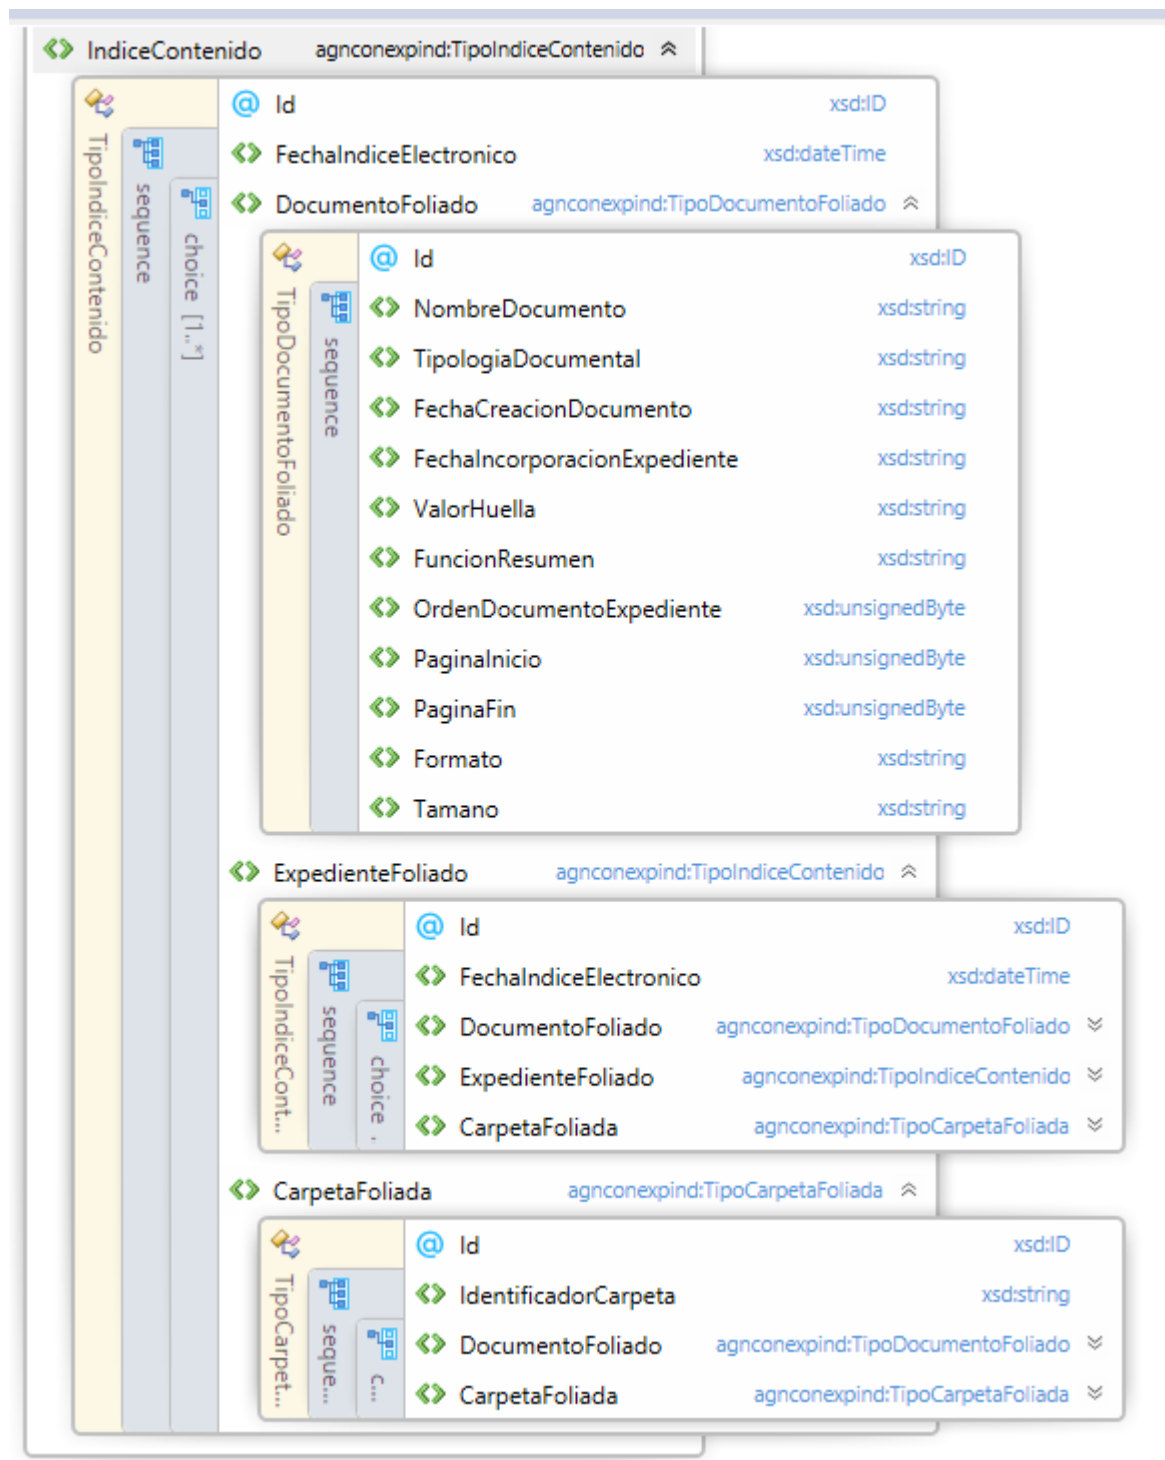 IndiceContenido agnconexpind:TipoIndiceContenido
TipoIndiceContenido
sequence
choice [1..*]
@ Id xsd:ID
FechaIndiceElectronico xsd:dateTime
DocumentoFoliado agnconexpind:TipoDocumentoFoliado
TipoDocumentoFoliado
sequence
@ Id xsd:ID
NombreDocumento xsd:string
TipologiaDocumental xsd:string
FechaCreacionDocumento xsd:string
FechaIncorporacionExpediente xsd:string
ValorHuella xsd:string
FuncionResumen xsd:string
OrdenDocumentoExpediente xsd:unsignedByte
PaginaInicio xsd:unsignedByte
PaginaFin xsd:unsignedByte
Formato xsd:string
Tamano xsd:string
ExpedienteFoliado agnconexpind:TipoIndiceContenido
TipoIndiceCont...
sequence
choice .
@ Id xsd:ID
FechaIndiceElectronico xsd:dateTime
DocumentoFoliado agnconexpind:TipoDocumentoFoliado
ExpedienteFoliado agnconexpind:TipoIndiceContenido
CarpetaFoliada agnconexpind:TipoCarpetaFoliada
CarpetaFoliada agnconexpind:TipoCarpetaFoliada
TipoCarpet...
seque...
c...
@ Id xsd:ID
IdentificadorCarpeta xsd:string
DocumentoFoliado agnconexpind:TipoDocumentoFoliado
CarpetaFoliada agnconexpind:TipoCarpetaFoliada